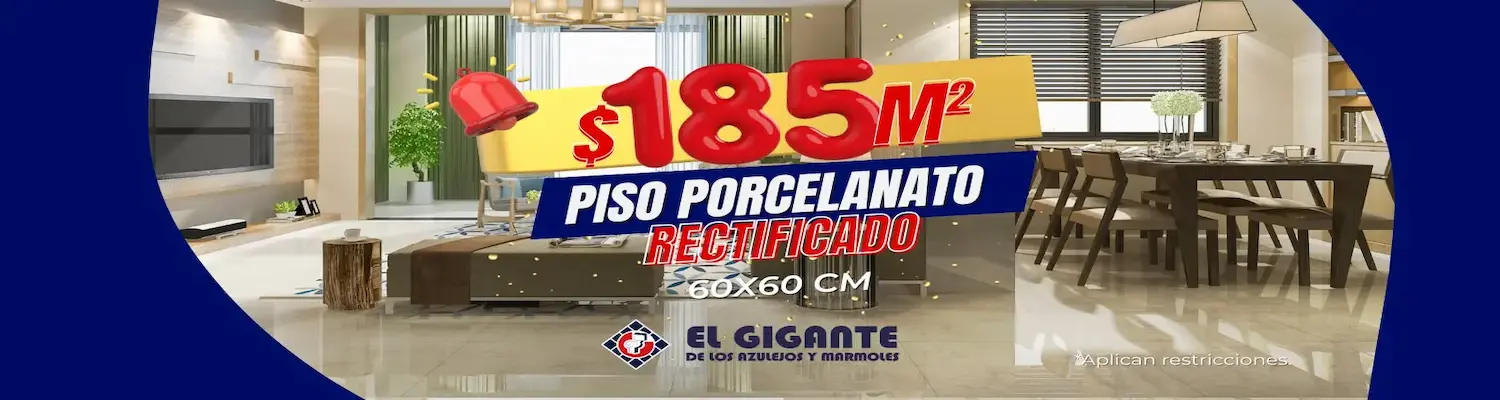 $185M²
PISO PORCELANATO
RECTIFICADO
60X60 CM
EL GIGANTE
DE LOS AZULEJOS Y MARMOLES
*Aplican restricciones.